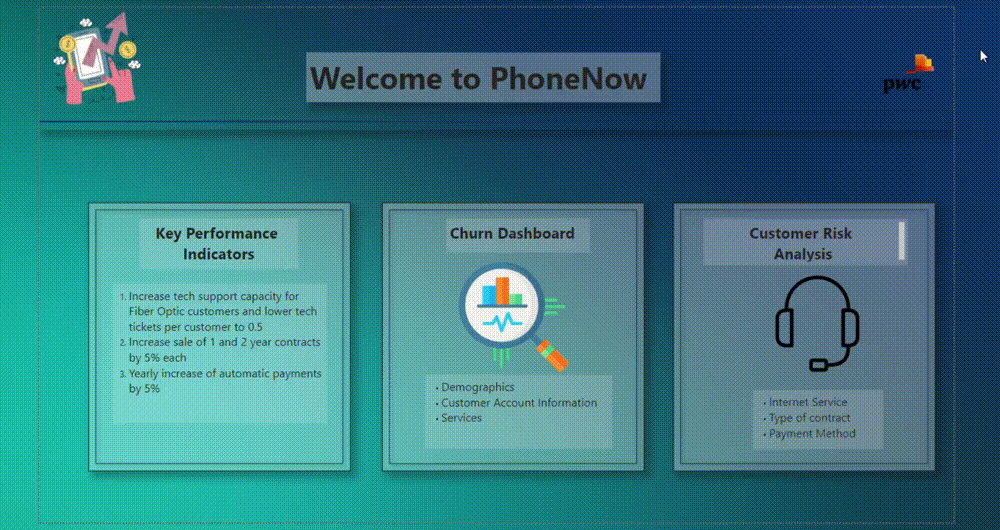 Welcome to PhoneNow
pwc
Key Performance
Indicators
1. Increase tech support capacity for
Fiber Optic customers and lower tech
tickets per customer to 0.5
2. Increase sale of 1 and 2 year contracts
by 5% each
3. Yearly increase of automatic payments
by 5%
Churn Dashboard
• Demographics
• Customer Account Information
• Services
Customer Risk
Analysis
• Internet Service
• Type of contract
• Payment Method